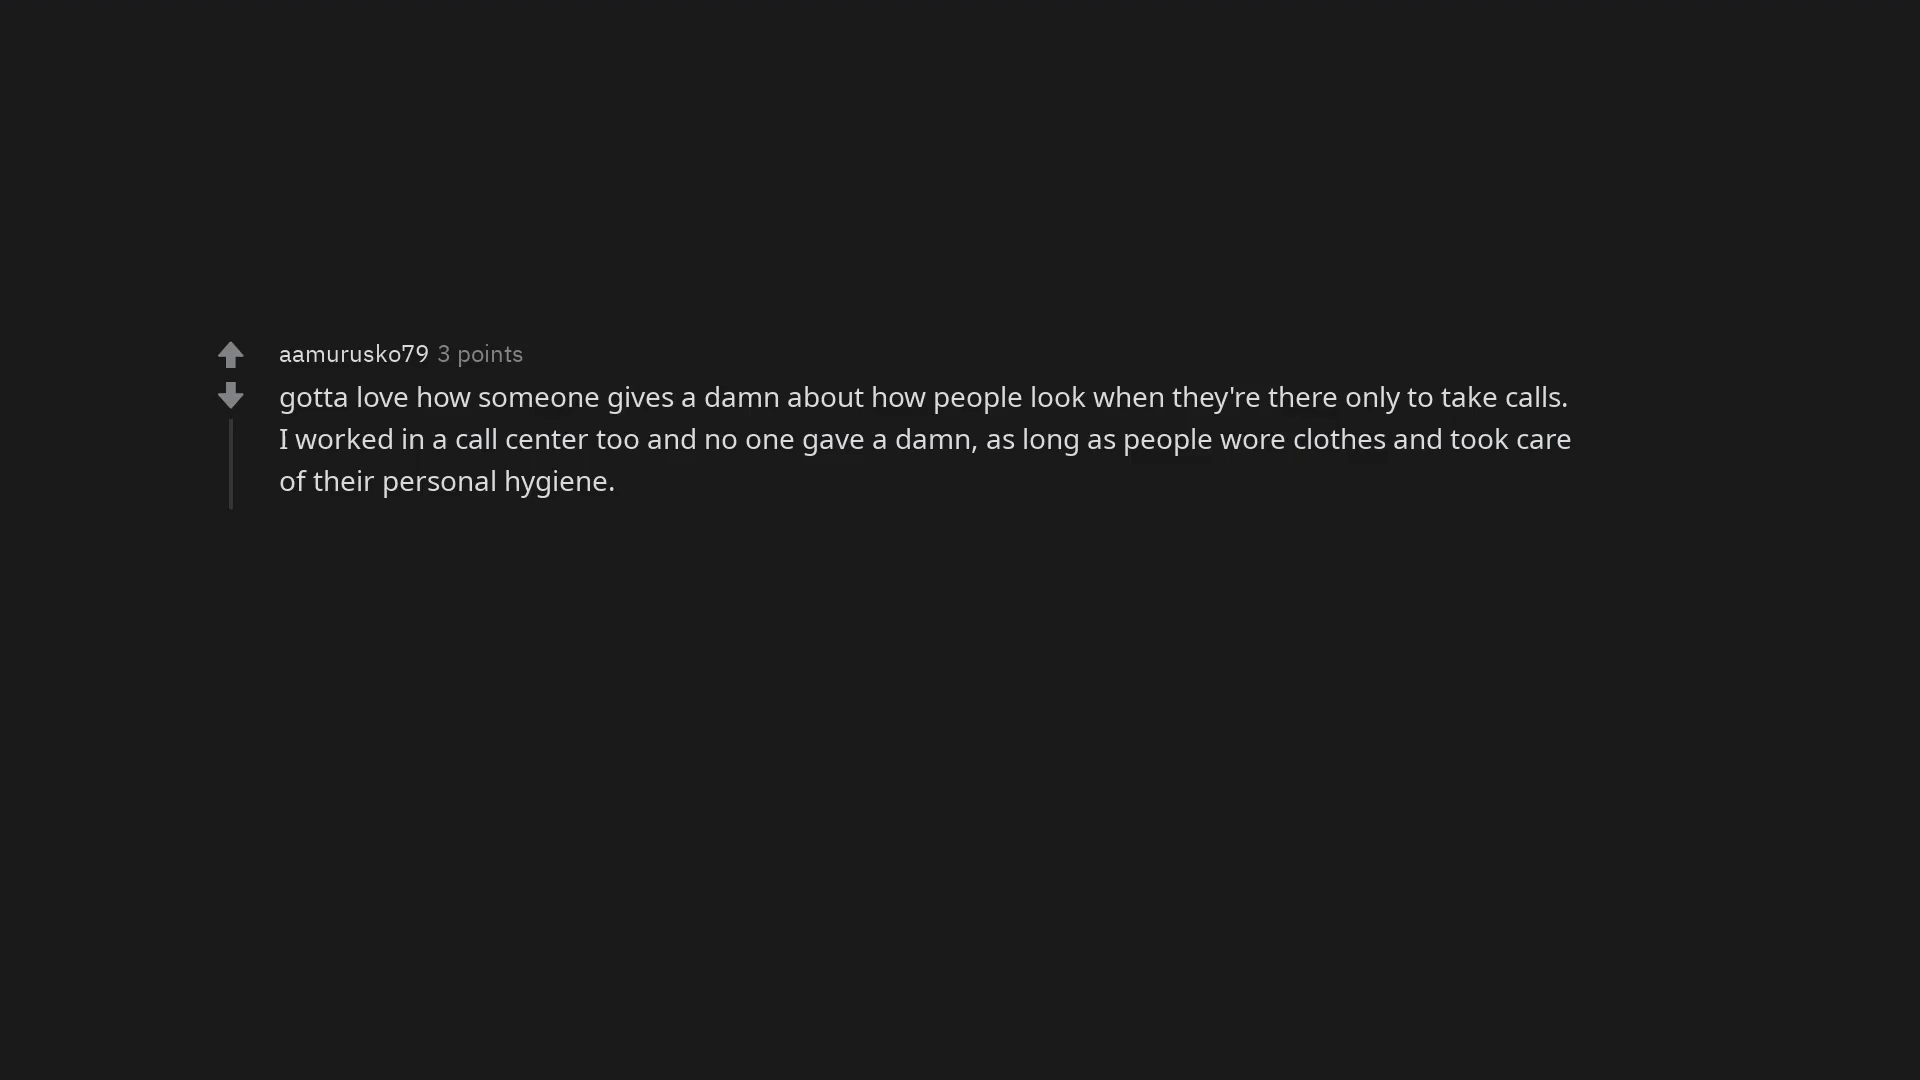 aamurusko79 3 points
gotta love how someone gives a damn about how people look when they're there only to take calls.
I worked in a call center too and no one gave a damn, as long as people wore clothes and took care
of their personal hygiene.